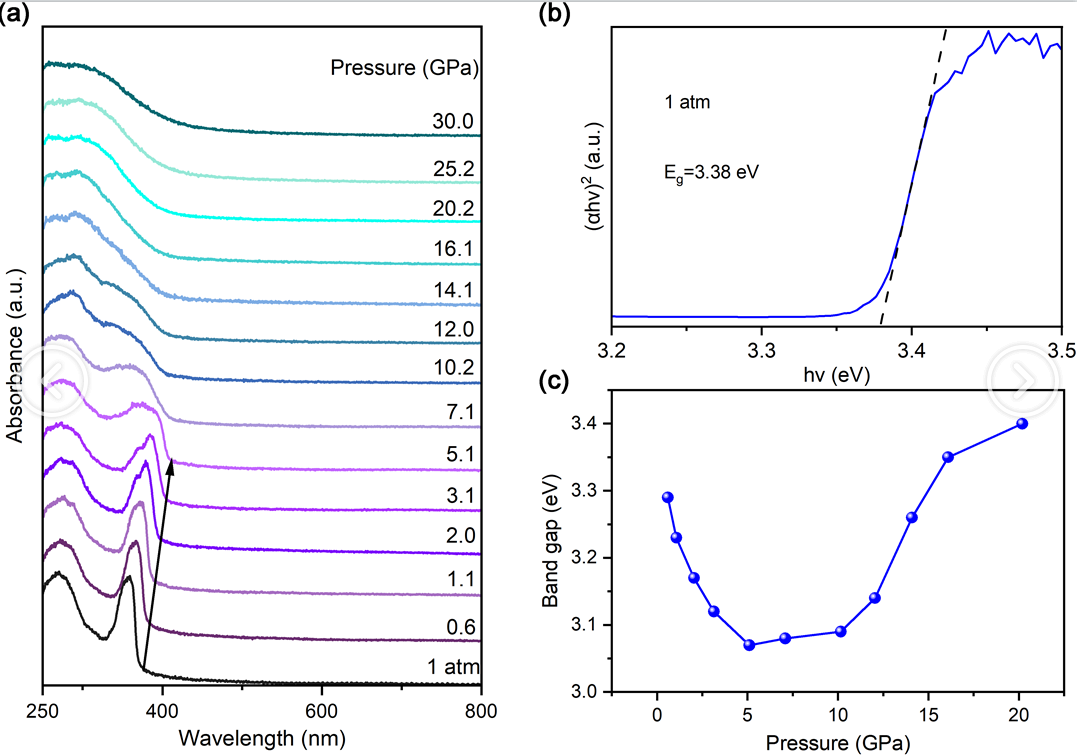 (a)
Pressure (GPa)
30.0
25.2
20.2
16.1
14.1
12.0
10.2
7.1
5.1
3.1
2.0
1.1
0.6
1 atm
Absorbance (a.u.)
250
400
600
800
Wavelength (nm)
(b)
1 atm
E_g=3.38 eV
(αhν)² (a.u.)
3.2
3.3
3.4
3.5
hν (eV)
(c)
3.4
3.3
3.2
3.1
3.0
Band gap (eV)
0
5
10
15
20
Pressure (GPa)